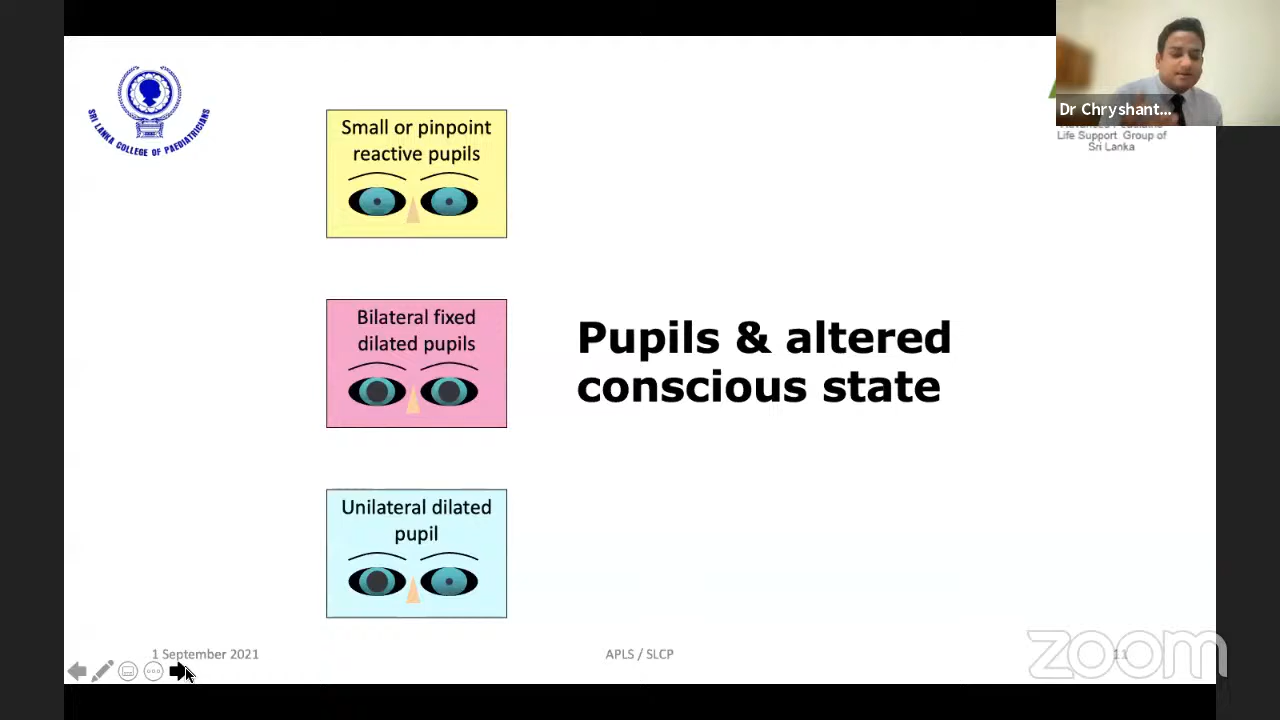 SRI LANKA COLLEGE OF PAEDIATRICIANS
Small or pinpoint
reactive pupils
Bilateral fixed
dilated pupils
Pupils & altered
conscious state
Unilateral dilated
pupil
Dr Chryshant...
Life Support Group of
Sri Lanka
1 September 2021
APLS / SLCP
11
zoom